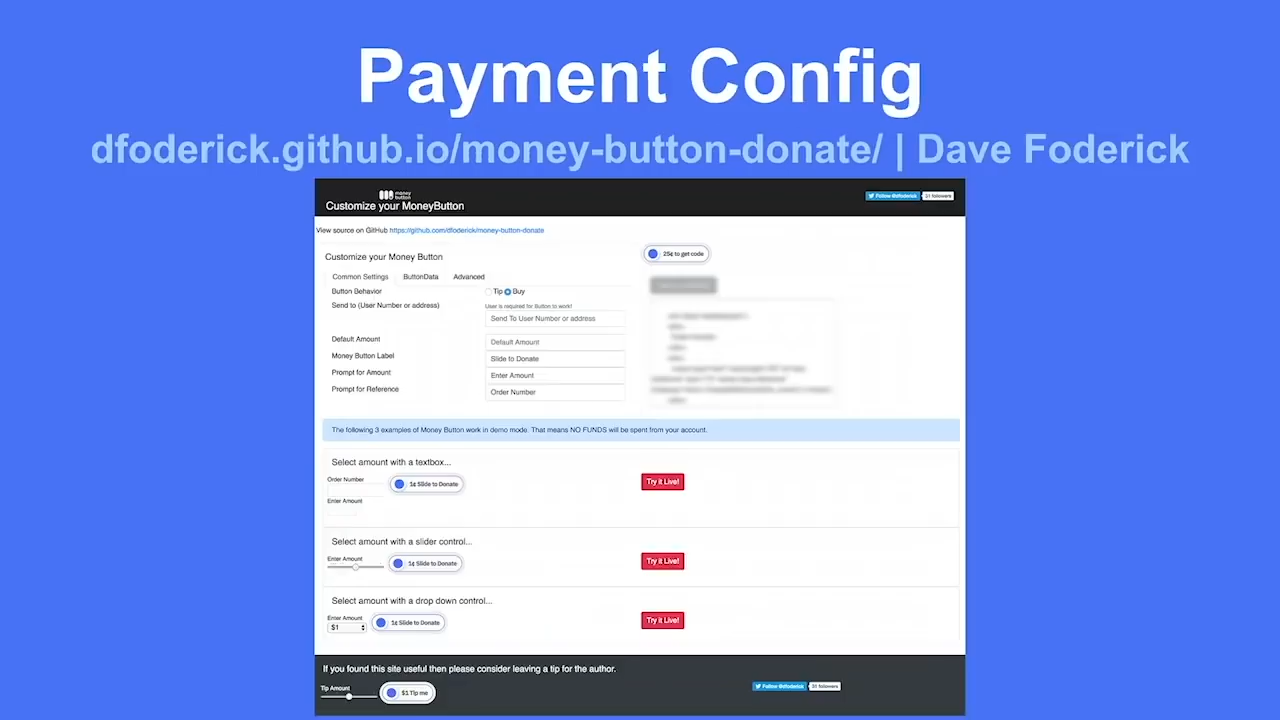 Payment Config
dfoderick.github.io/money-button-donate/ | Dave Foderick
money
button
Customize your MoneyButton
Follow @dfoderick
31 followers
View source on GitHub https://github.com/dfoderick/money-button-donate
Customize your Money Button
25¢ to get code
Common Settings
ButtonData
Advanced
Button Behavior
Tip
Buy
Send to (User Number or address)
User is required for Button to work!
Send To User Number or address
Default Amount
Default Amount
Money Button Label
Slide to Donate
Prompt for Amount
Enter Amount
Prompt for Reference
Order Number
The following 3 examples of Money Button work in demo mode. That means NO FUNDS will be spent from your account.
Select amount with a textbox...
Order Number
1¢ Slide to Donate
Try it Live!
Enter Amount
Select amount with a slider control...
Enter Amount
1¢ Slide to Donate
Try it Live!
Select amount with a drop down control...
Enter Amount
$1
1¢ Slide to Donate
Try it Live!
If you found this site useful then please consider leaving a tip for the author.
Tip Amount
$1 Tip me
Follow @dfoderick
31 followers